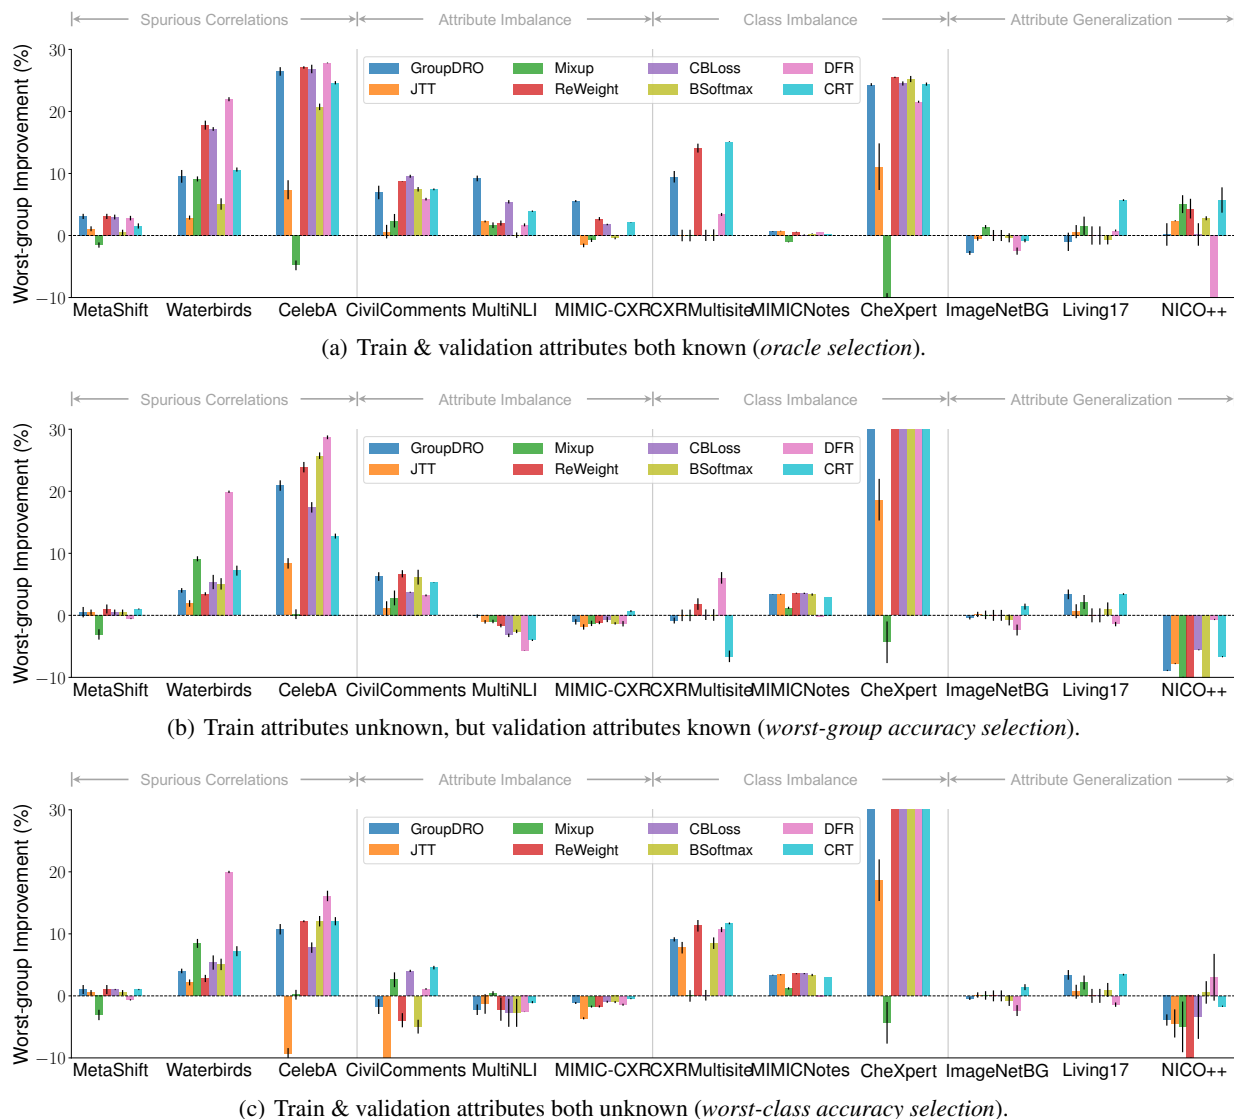 Spurious Correlations Attribute Imbalance Class Imbalance Attribute Generalization
Worst-group Improvement (%)
30
20
10
0
−10
GroupDRO Mixup CBLoss DFR
JTT ReWeight BSoftmax CRT
MetaShift Waterbirds CelebA CivilComments MultiNLI MIMIC-CXR CXRMultisite MIMICNotes CheXpert ImageNetBG Living17 NICO++
(a) Train & validation attributes both known (oracle selection).
Spurious Correlations Attribute Imbalance Class Imbalance Attribute Generalization
Worst-group Improvement (%)
30
20
10
0
−10
GroupDRO Mixup CBLoss DFR
JTT ReWeight BSoftmax CRT
MetaShift Waterbirds CelebA CivilComments MultiNLI MIMIC-CXR CXRMultisite MIMICNotes CheXpert ImageNetBG Living17 NICO++
(b) Train attributes unknown, but validation attributes known (worst-group accuracy selection).
Spurious Correlations Attribute Imbalance Class Imbalance Attribute Generalization
Worst-group Improvement (%)
30
20
10
0
−10
GroupDRO Mixup CBLoss DFR
JTT ReWeight BSoftmax CRT
MetaShift Waterbirds CelebA CivilComments MultiNLI MIMIC-CXR CXRMultisite MIMICNotes CheXpert ImageNetBG Living17 NICO++
(c) Train & validation attributes both unknown (worst-class accuracy selection).